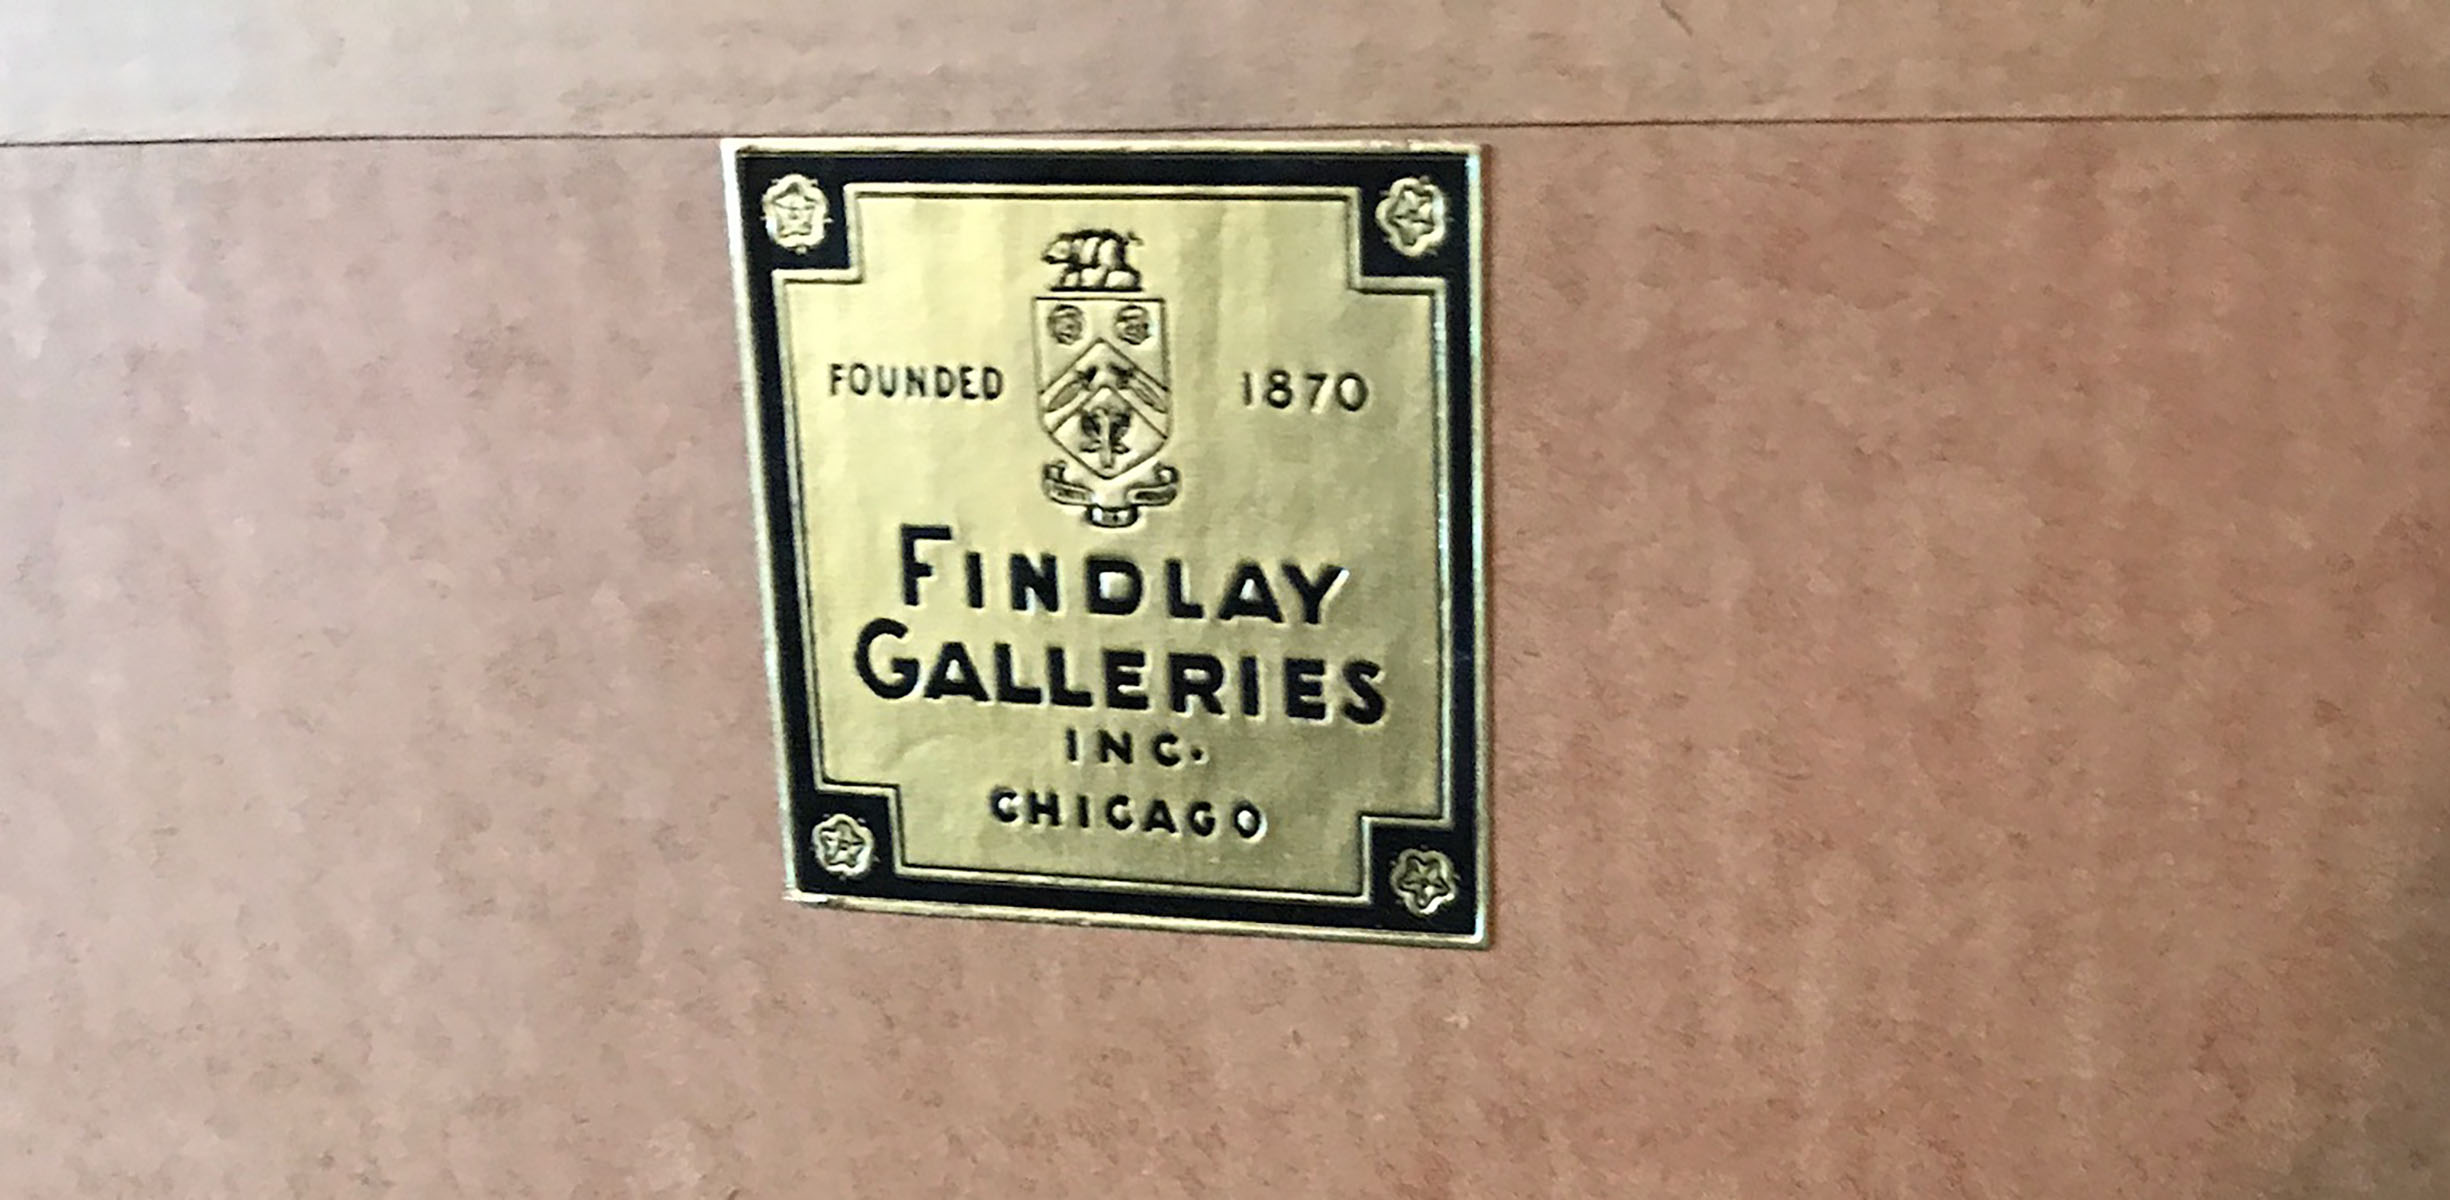 FOUNDED 1870
FINDLAY
GALLERIES
INC.
CHICAGO